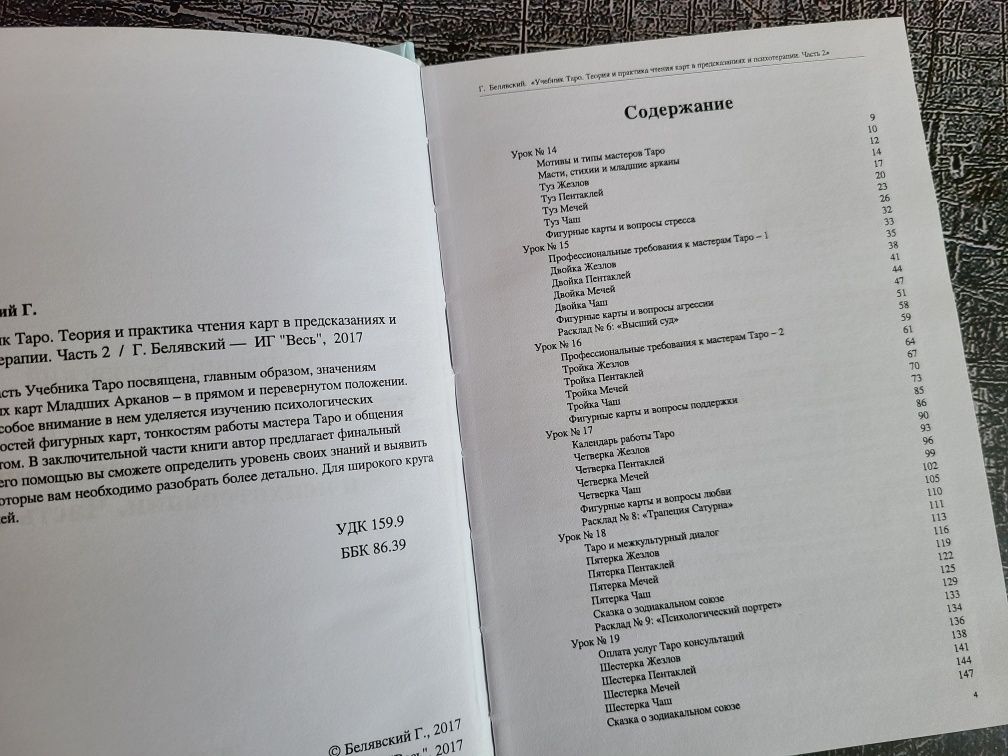 ий Г.
ик Таро. Теория и практика чтения карт в предсказаниях и
ерапии. Часть 2 / Г. Белявский — ИГ "Весь", 2017
сть Учебника Таро посвящена, главным образом, значениям
ых карт Младших Арканов – в прямом и перевернутом положении.
собое внимание в нем уделяется изучению психологических
остей фигурных карт, тонкостям работы мастера Таро и общения
том. В заключительной части книги автор предлагает финальный
его помощью вы сможете определить уровень своих знаний и выявить
оторые вам необходимо разобрать более детально. Для широкого круга
лей.
УДК 159.9
ББК 86.39
© Белявский Г., 2017
"Весь", 2017
Г. Белявский. «Учебник Таро. Теория и практика чтения карт в предсказаниях и психотерапии. Часть 2»
Содержание
Урок № 14 9
Мотивы и типы мастеров Таро 10
Масти, стихии и младшие арканы 12
Туз Жезлов 14
Туз Пентаклей 17
Туз Мечей 20
Туз Чаш 23
Фигурные карты и вопросы стресса 26
Урок № 15 32
Профессиональные требования к мастерам Таро – 1 33
Двойка Жезлов 35
Двойка Пентаклей 38
Двойка Мечей 41
Двойка Чаш 44
Фигурные карты и вопросы агрессии 47
Расклад № 6: «Высший суд» 51
Урок № 16 58
Профессиональные требования к мастерам Таро – 2 59
Тройка Жезлов 61
Тройка Пентаклей 64
Тройка Мечей 67
Тройка Чаш 70
Фигурные карты и вопросы поддержки 73
Урок № 17 85
Календарь работы Таро 86
Четверка Жезлов 90
Четверка Пентаклей 93
Четверка Мечей 96
Четверка Чаш 99
Фигурные карты и вопросы любви 102
Расклад № 8: «Трапеция Сатурна» 105
Урок № 18 110
Таро и межкультурный диалог 111
Пятерка Жезлов 113
Пятерка Пентаклей 116
Пятерка Мечей 119
Пятерка Чаш 122
Сказка о зодиакальном союзе 125
Расклад № 9: «Психологический портрет» 129
Урок № 19 133
Оплата услуг Таро консультаций 134
Шестерка Жезлов 136
Шестерка Пентаклей 138
Шестерка Мечей 141
Шестерка Чаш 144
Сказка о зодиакальном союзе 147
4